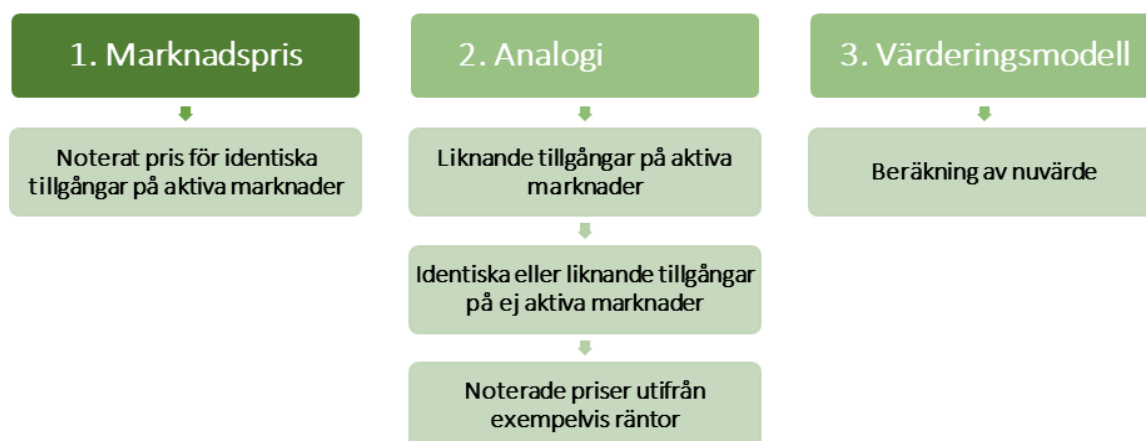 1. Marknadspris
Noterat pris för identiska
tillgångar på aktiva marknader
2. Analogi
Liknande tillgångar på aktiva
marknader
Identiska eller liknande tillgångar
på ej aktiva marknader
Noterade priser utifrån
exempelvis räntor
3. Värderingsmodell
Beräkning av nuvärde